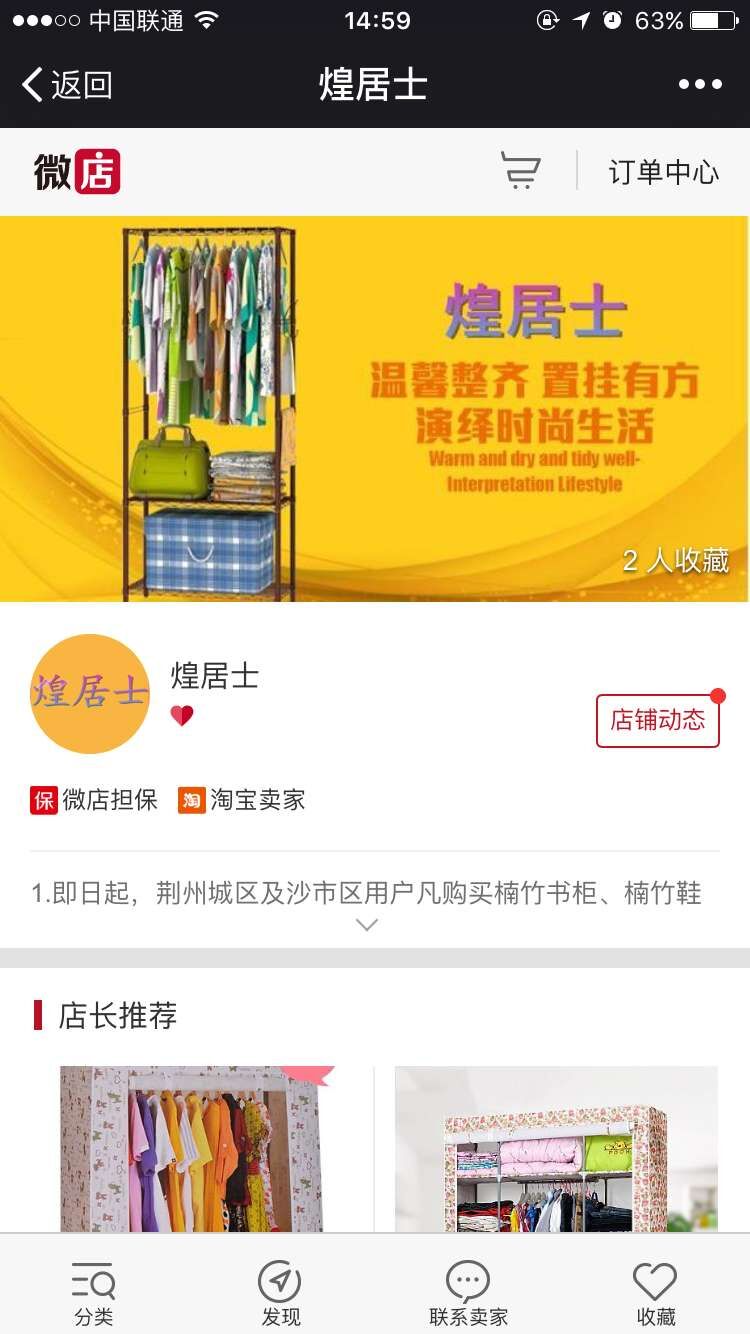 中国联通 14:59 63%
返回 煌居士
微店 订单中心
煌居士
温馨整齐 置挂有方
演绎时尚生活
Warm and dry and tidy well-
Interpretation Lifestyle
2 人收藏
煌居士 煌居士
店铺动态
保 微店担保 淘 淘宝卖家
1.即日起，荆州城区及沙市区用户凡购买楠竹书柜、楠竹鞋
店长推荐
POOH
分类 发现 联系卖家 收藏